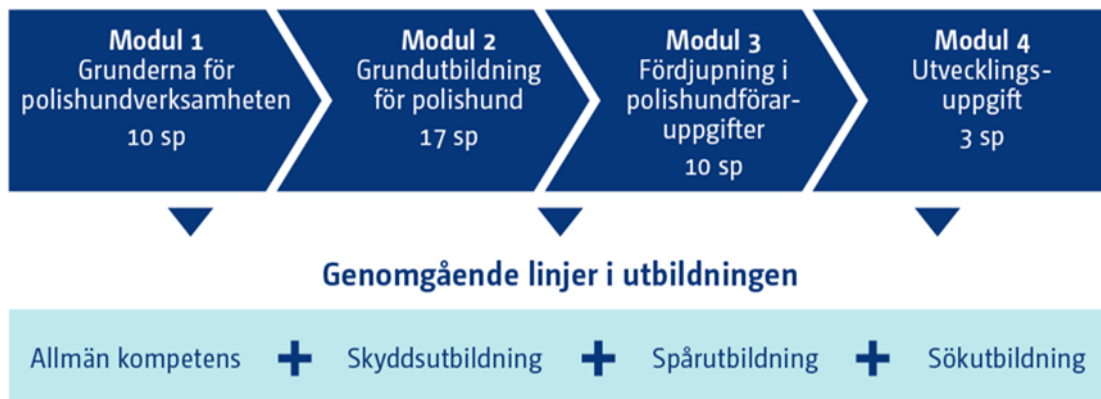 Modul 1
Grunderna för
polishundverksamheten
10 sp
Modul 2
Grundutbildning
för polishund
17 sp
Modul 3
Fördjupning i
polishundförar-
uppgifter
10 sp
Modul 4
Utvecklings-
uppgift
3 sp
Genomgående linjer i utbildningen
Allmän kompetens + Skyddsutbildning + Spårutbildning + Sökutbildning